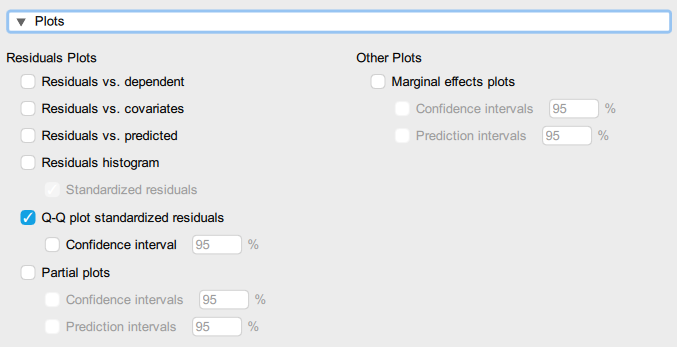 Plots
Residuals Plots
Residuals vs. dependent
Residuals vs. covariates
Residuals vs. predicted
Residuals histogram
Standardized residuals
Q-Q plot standardized residuals
Confidence interval 95 %
Partial plots
Confidence intervals 95 %
Prediction intervals 95 %
Other Plots
Marginal effects plots
Confidence intervals 95 %
Prediction intervals 95 %